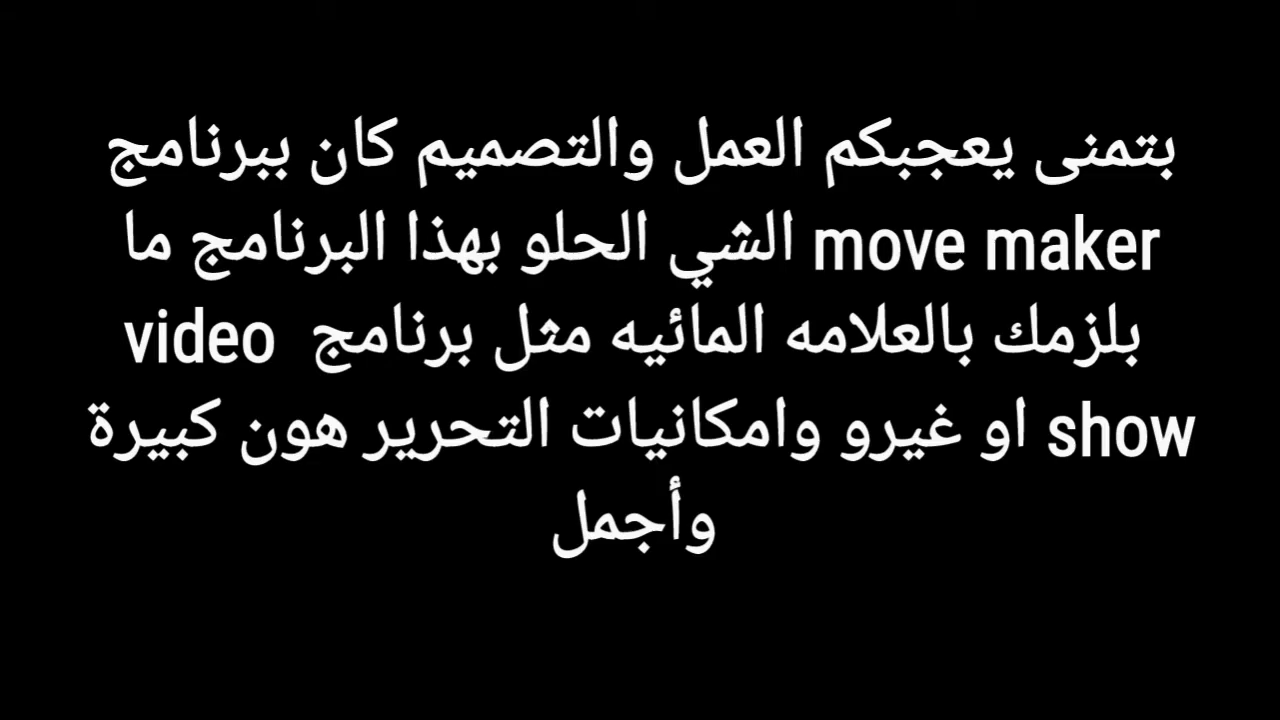 بتمنى يعجبكم العمل والتصميم كان ببرنامج
move maker الشي الحلو بهذا البرنامج ما
بلزمك بالعلامه المائيه مثل برنامج video
show او غيرو وامكانيات التحرير هون كبيرة
وأجمل